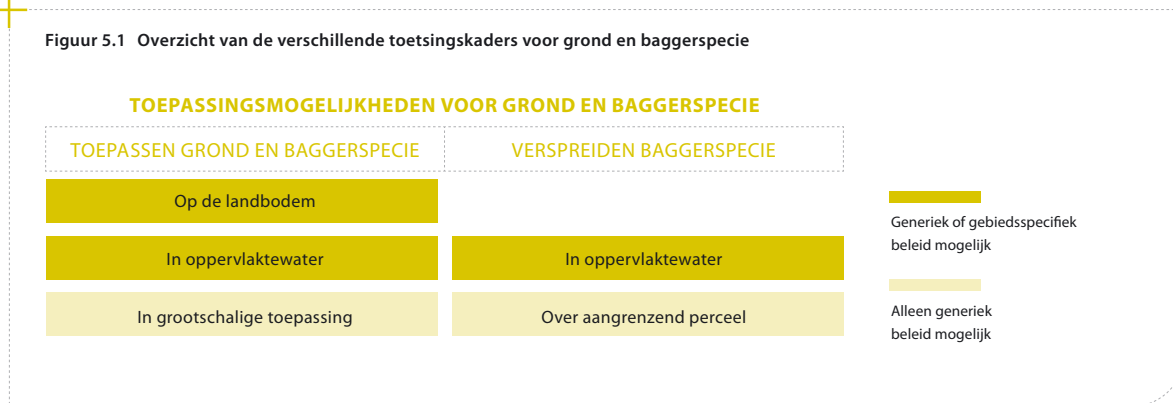 Figuur 5.1 Overzicht van de verschillende toetsingskaders voor grond en baggerspecie
TOEPASSINGSMOGELIJKHEDEN VOOR GROND EN BAGGERSPECIE
TOEPASSEN GROND EN BAGGERSPECIE
VERSPREIDEN BAGGERSPECIE
Op de landbodem
In oppervlaktewater
In oppervlaktewater
In grootschalige toepassing
Over aangrenzend perceel
Generiek of gebiedsspecifiek
beleid mogelijk
Alleen generiek
beleid mogelijk